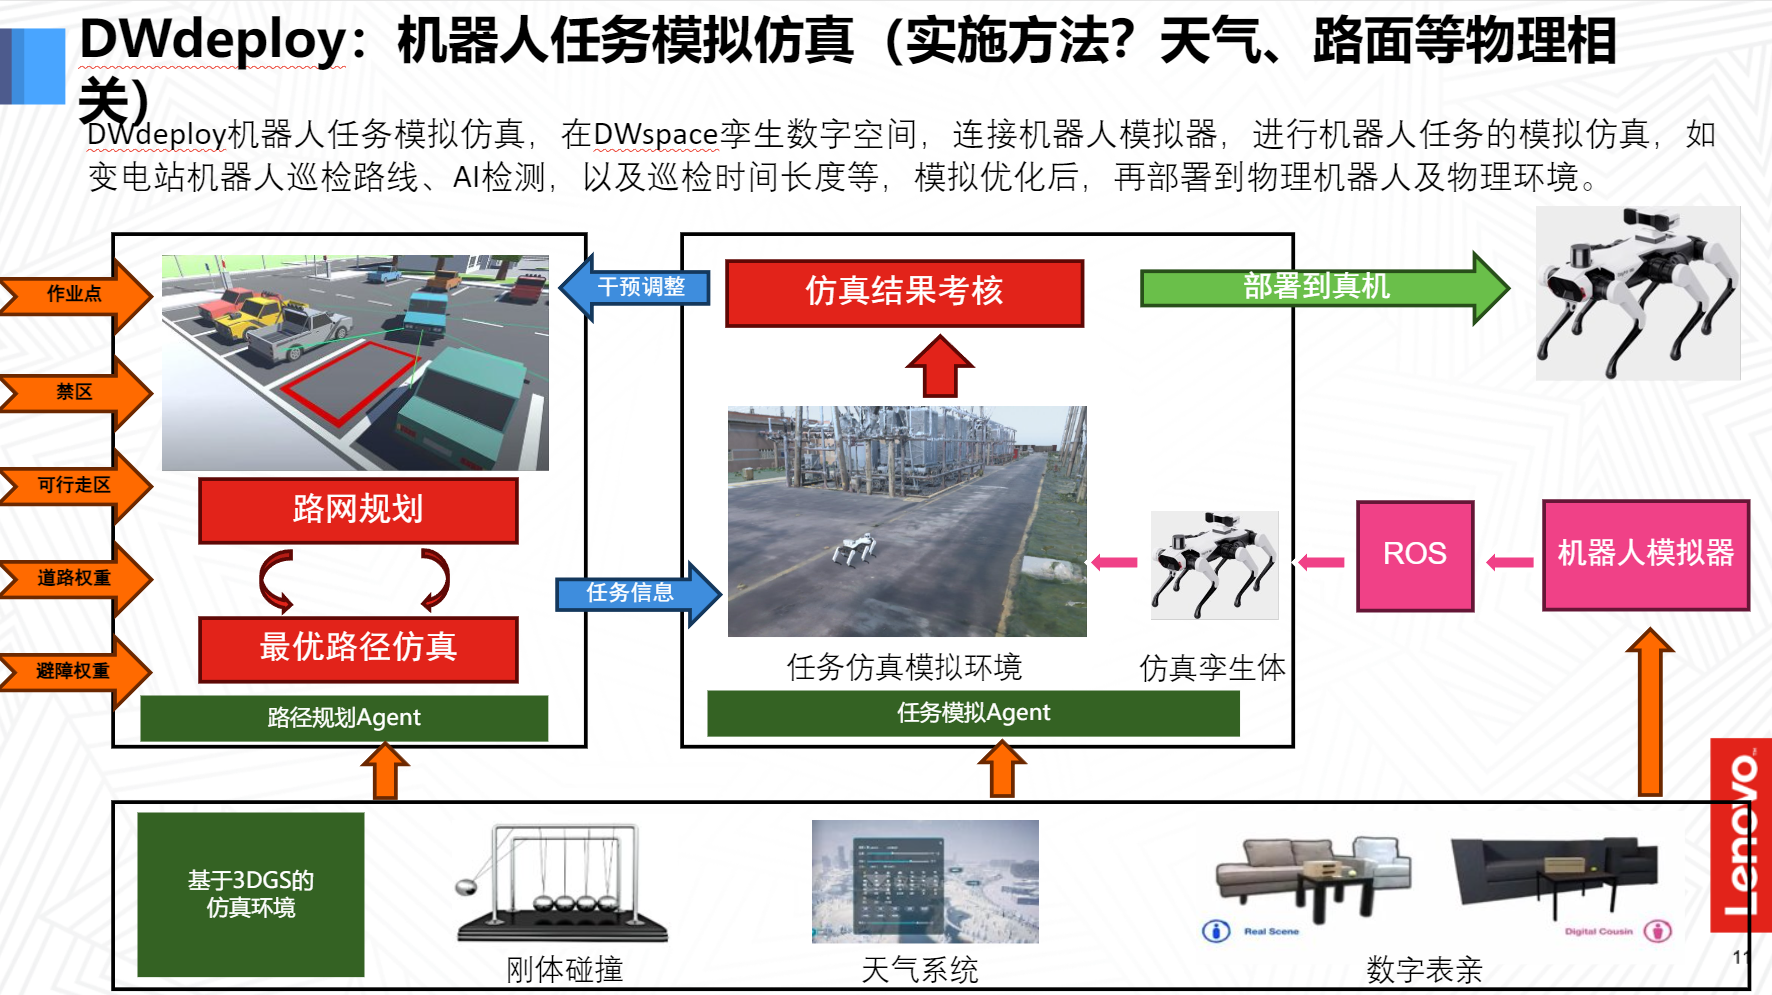 DWdeploy：机器人任务模拟仿真（实施方法？天气、路面等物理相
关）
DWdeploy机器人任务模拟仿真，在DWspace孪生数字空间，连接机器人模拟器，进行机器人任务的模拟仿真，如
变电站机器人巡检路线、AI检测，以及巡检时间长度等，模拟优化后，再部署到物理机器人及物理环境。
作业点
禁区
可行走区
道路权重
避障权重
路网规划
最优路径仿真
路径规划Agent
干预调整
任务信息
仿真结果考核
任务仿真模拟环境
仿真孪生体
任务模拟Agent
部署到真机
ROS
机器人模拟器
基于3DGS的
仿真环境
刚体碰撞
天气系统
Real Scene
Digital Cousin
数字表亲
Lenovo
11